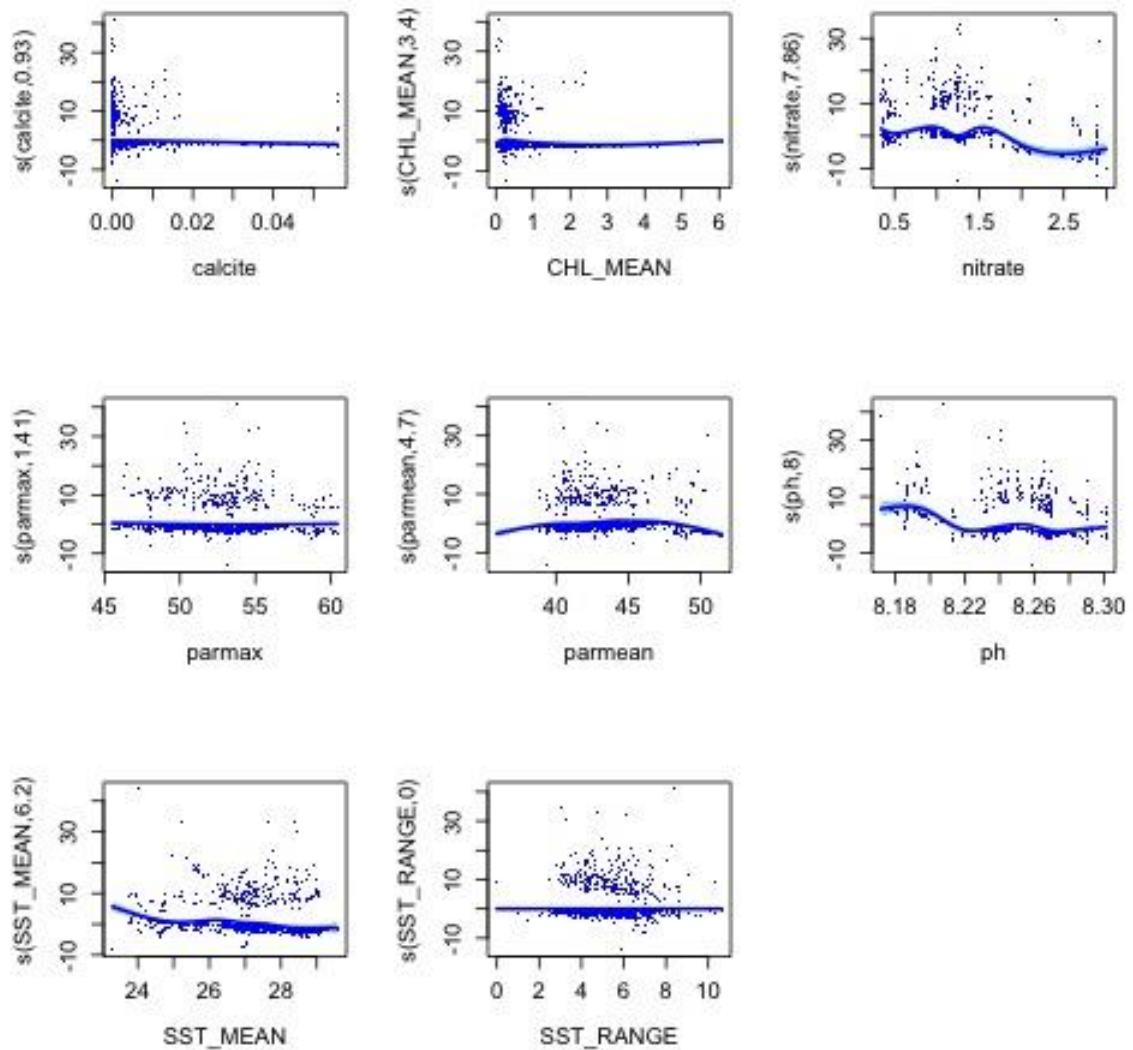 s(calcite,0.93)
30
10
-10
0.00 0.02 0.04
calcite
s(CHL_MEAN,3.4)
30
10
-10
0 1 2 3 4 5 6
CHL_MEAN
s(nitrate,7.86)
30
10
-10
0.5 1.5 2.5
nitrate
s(parmax,1.41)
30
10
-10
45 50 55 60
parmax
s(parmean,4.7)
30
10
-10
40 45 50
parmean
s(ph,8)
30
10
-10
8.18 8.22 8.26 8.30
ph
s(SST_MEAN,6.2)
30
10
-10
24 26 28
SST_MEAN
s(SST_RANGE,0)
30
10
-10
0 2 4 6 8 10
SST_RANGE